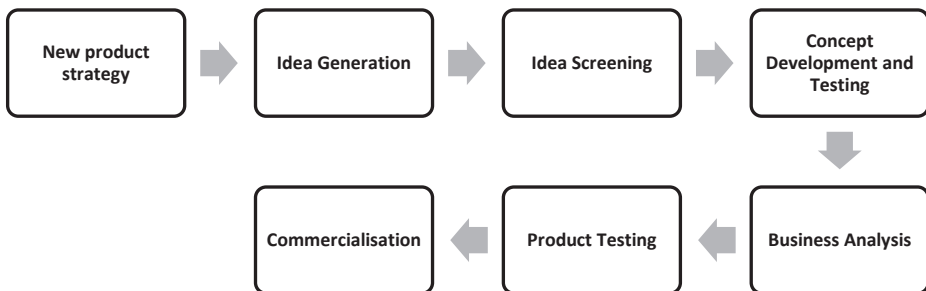 New product
strategy
Idea Generation
Idea Screening
Concept
Development and
Testing
Business Analysis
Product Testing
Commercialisation